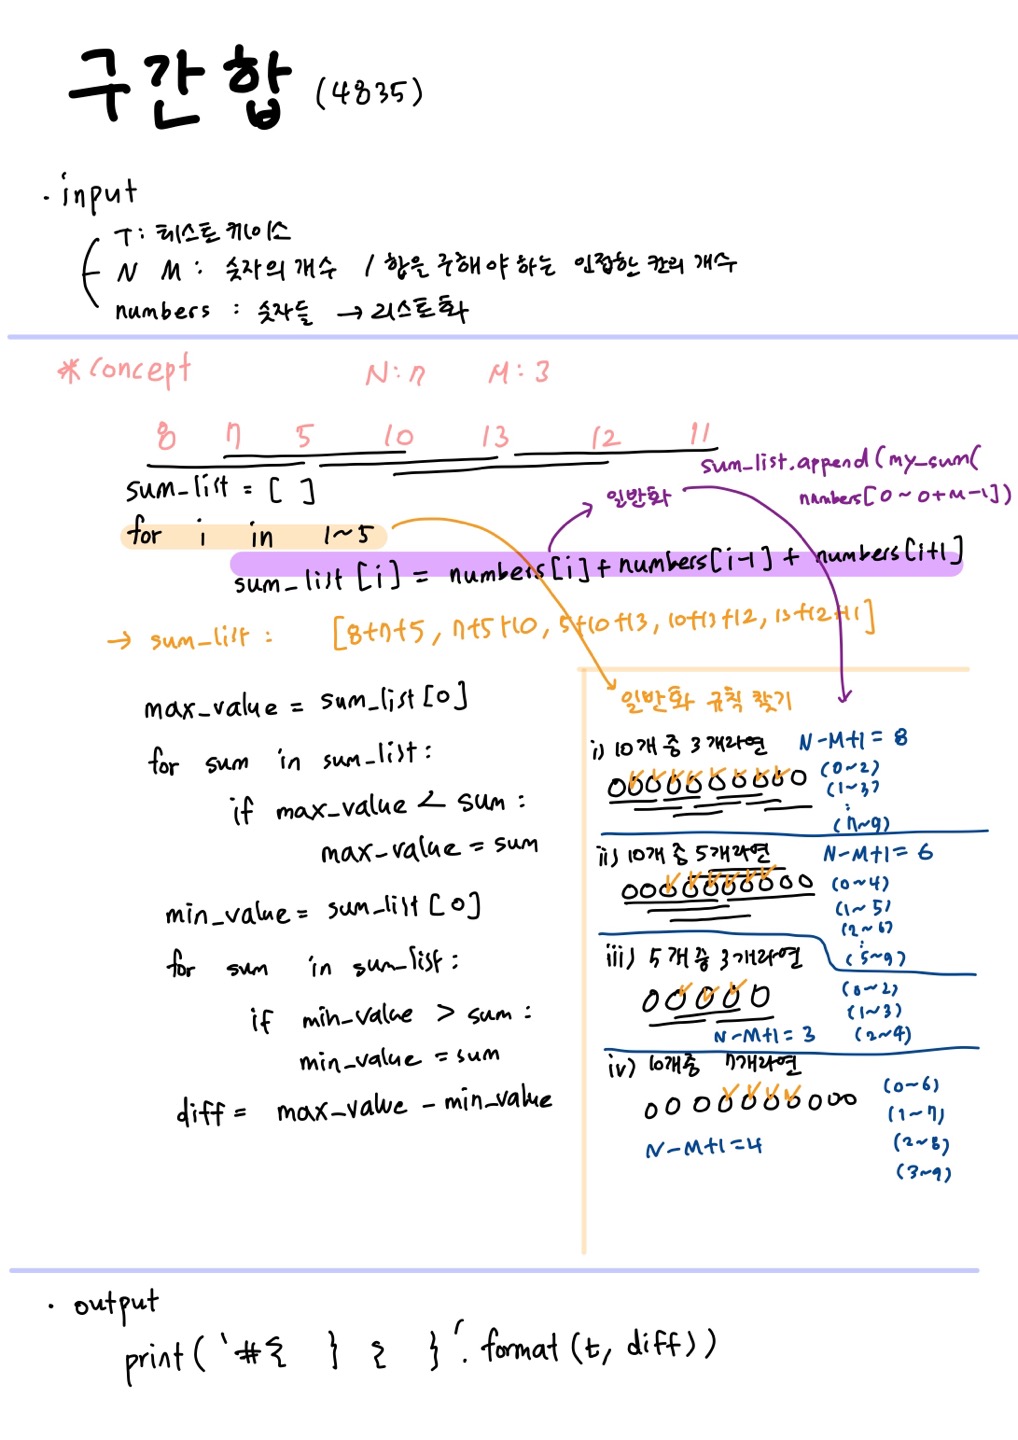 구간합 (4835)
· input
T : 테스트 케이스
N M : 숫자의 개수 / 합을 구해야 하는 인접한 칸의 개수
numbers : 숫자들 → 리스트화
* concept N:7 M:3
8 7 5 10 13 12 11
sum_list = [ ]
for i in 1~5
sum_list[i] = numbers[i] + numbers[i-1] + numbers[i+1]
일반화
sum_list.append(my_sum(
numbers[0 ~ 0+M-1])
→ sum_list : [8+7+5, 7+5+10, 5+10+13, 10+13+12, 13+12+11]
max_value = sum_list[0]
for sum in sum_list:
if max_value < sum:
max_value = sum
min_value = sum_list[0]
for sum in sum_list:
if min_value > sum:
min_value = sum
diff = max_value - min_value
일반화 규칙 찾기
i) 10개 중 3개라면 N-M+1 = 8
(0~2)
(1~3)
:
(7~9)
ii) 10개 중 5개라면 N-M+1 = 6
(0~4)
(1~5)
(2~6)
:
(5~9)
iii) 5개 중 3개라면
(0~2)
(1~3)
(2~4)
N-M+1 = 3
iv) 10개중 7개라면
(0~6)
(1~7)
(2~8)
(3~9)
N-M+1=4
· output
print('#{ } { }'.format(t, diff))